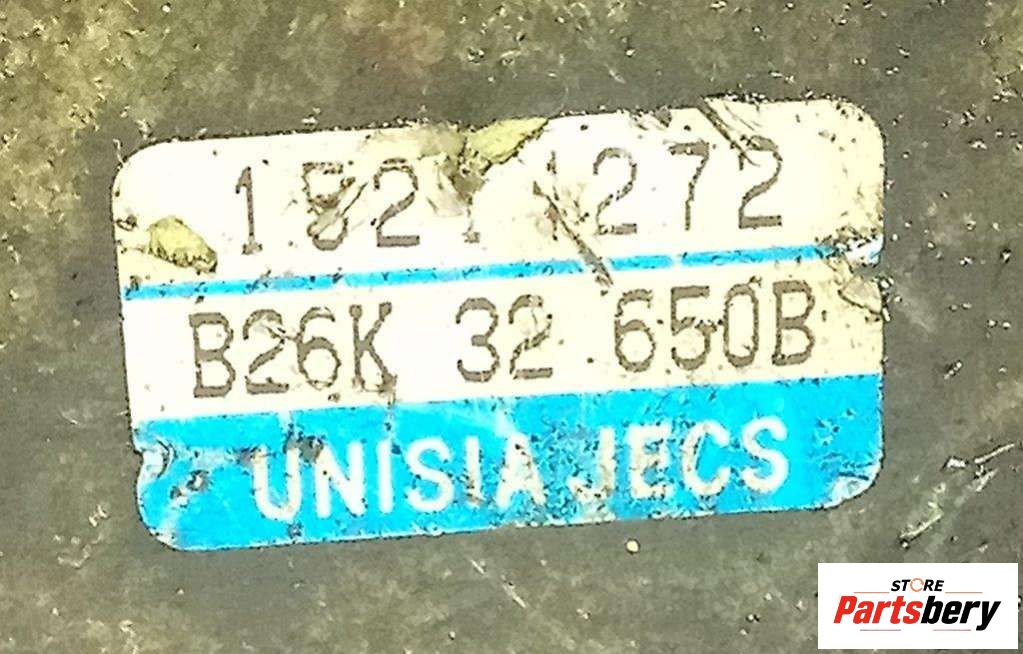 B26K 32 650B
UNISIA JECS
STORE
Partsbery